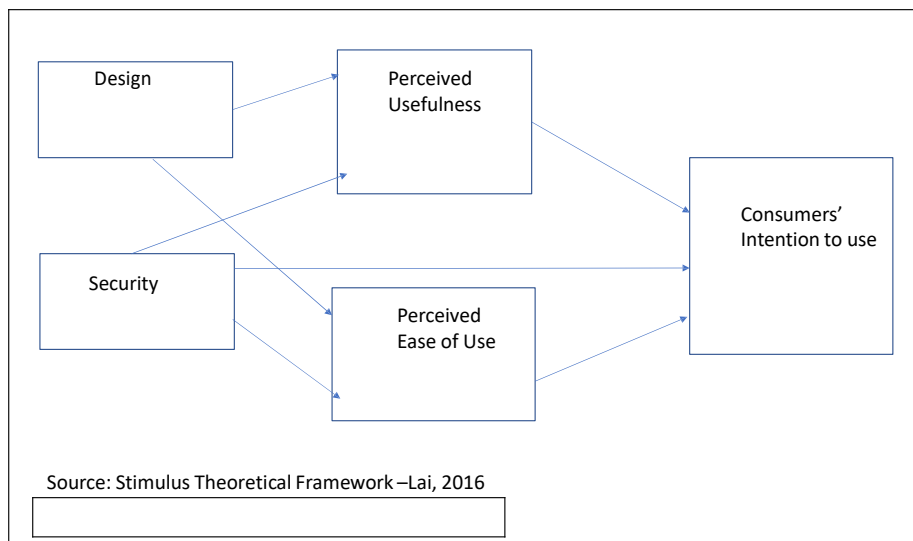 Design
Perceived
Usefulness
Consumers’
Intention to use
Security
Perceived
Ease of Use
Source: Stimulus Theoretical Framework –Lai, 2016